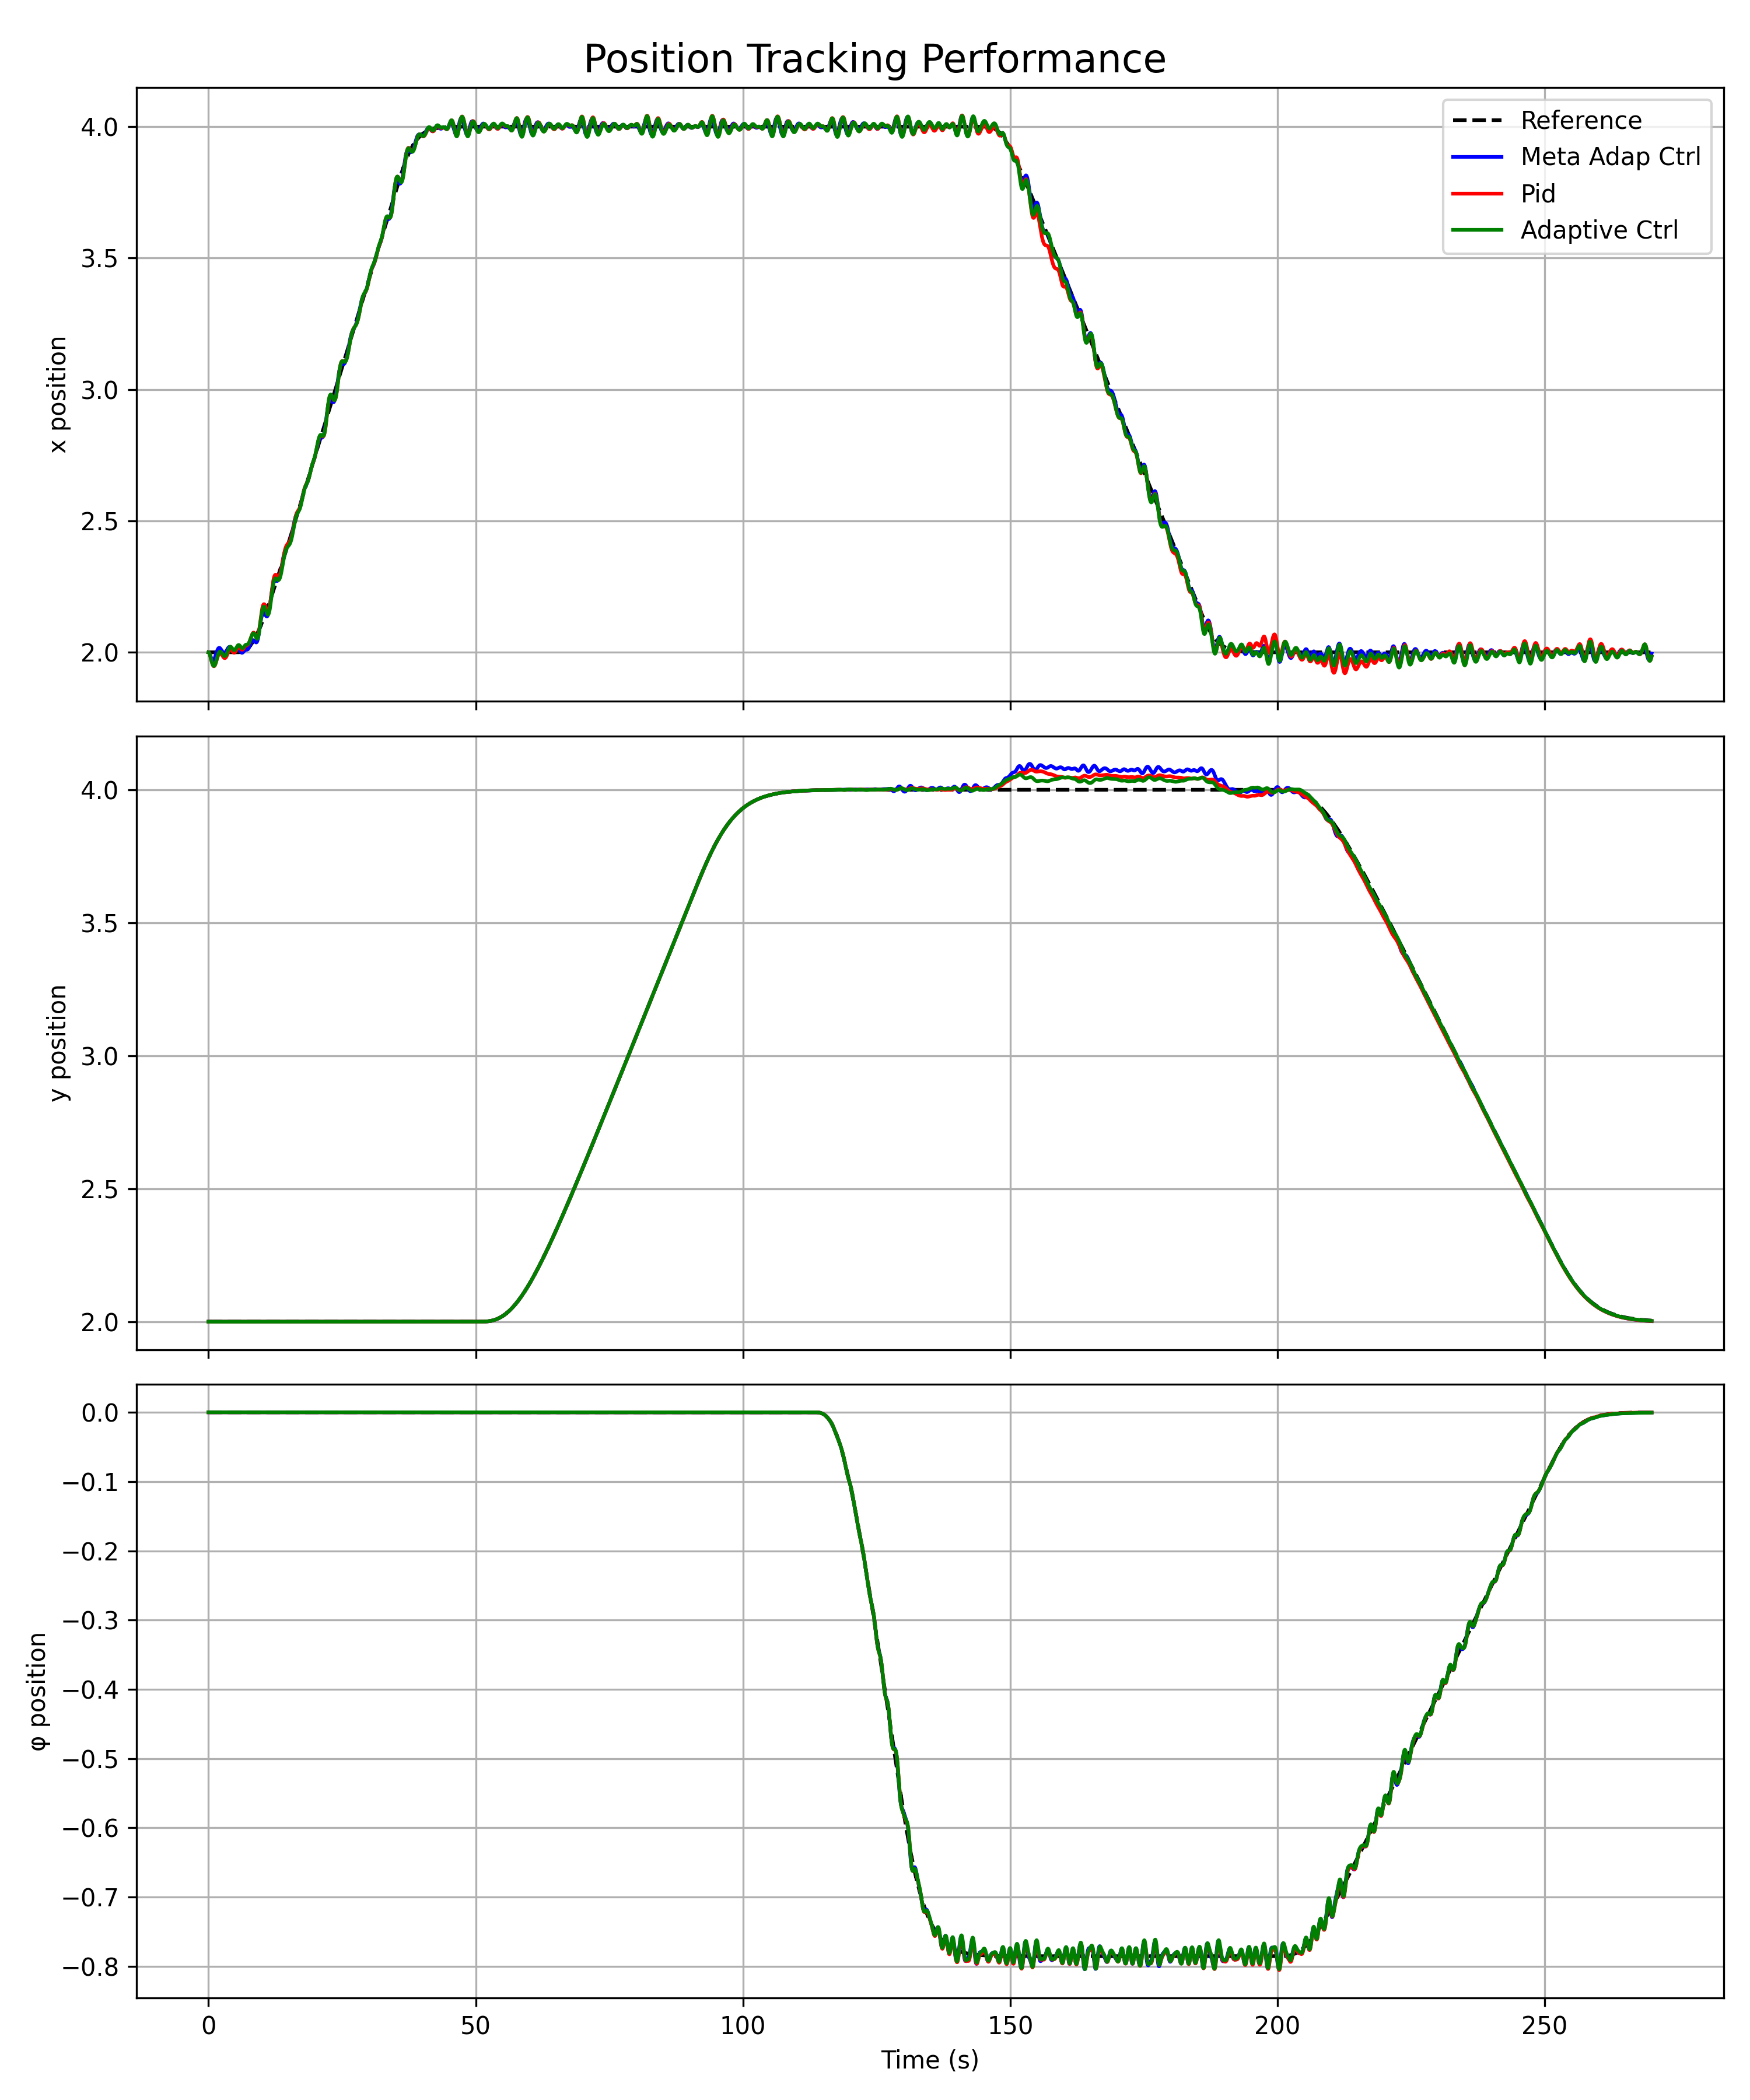 Position Tracking Performance
4.0
3.5
3.0
2.5
2.0
x position
Reference
Meta Adap Ctrl
Pid
Adaptive Ctrl
4.0
3.5
3.0
2.5
2.0
y position
0.0
−0.1
−0.2
−0.3
−0.4
−0.5
−0.6
−0.7
−0.8
φ position
0 50 100 150 200 250
Time (s)